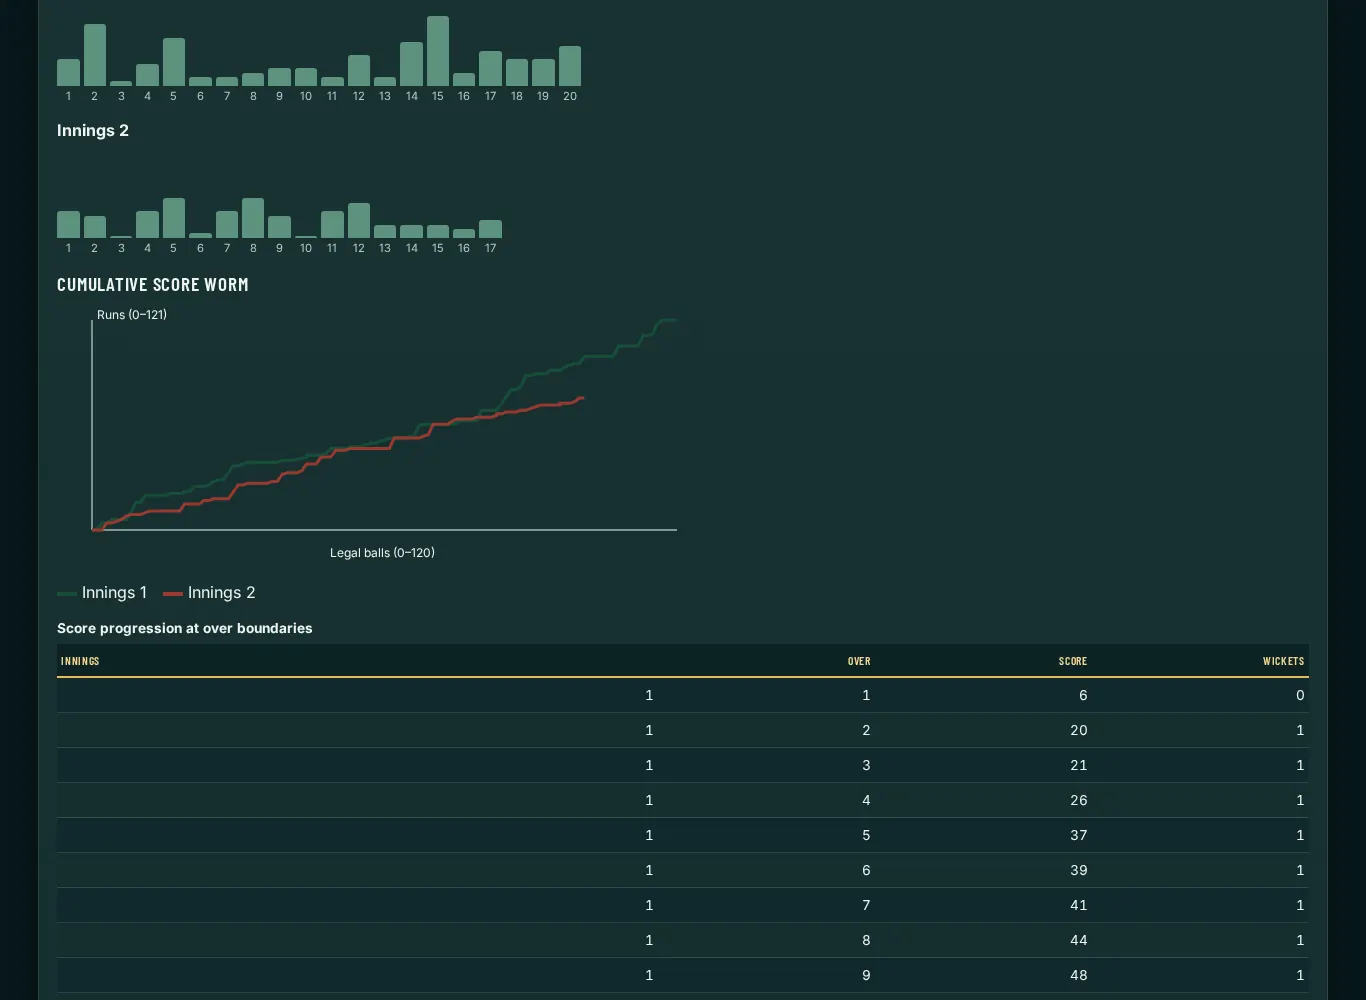 1 2 3 4 5 6 7 8 9 10 11 12 13 14 15 16 17 18 19 20
Innings 2
1 2 3 4 5 6 7 8 9 10 11 12 13 14 15 16 17
CUMULATIVE SCORE WORM
Runs (0–121)
Legal balls (0–120)
Innings 1 Innings 2
Score progression at over boundaries
INNINGS OVER SCORE WICKETS
1 1 6 0
1 2 20 1
1 3 21 1
1 4 26 1
1 5 37 1
1 6 39 1
1 7 41 1
1 8 44 1
1 9 48 1